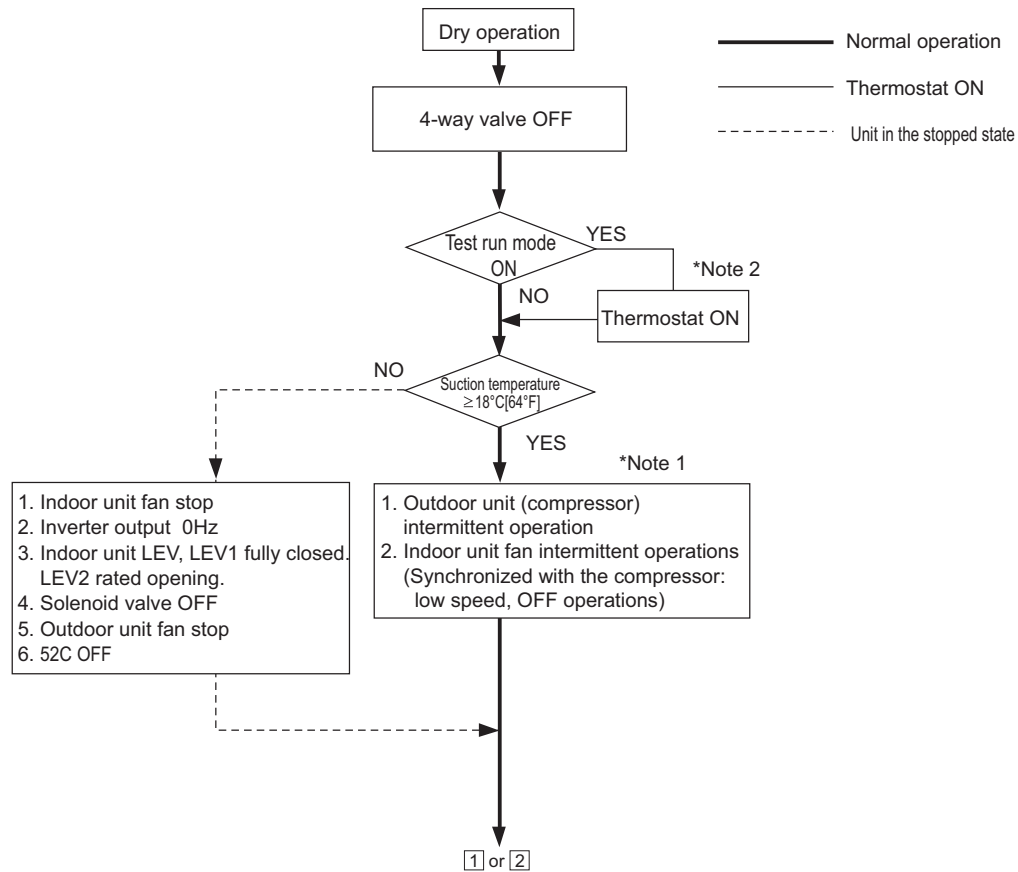 Dry operation
Normal operation
Thermostat ON
Unit in the stopped state
4-way valve OFF
Test run mode
ON
YES
NO
*Note 2
Thermostat ON
Suction temperature
≥18°C[64°F]
NO
YES
*Note 1
1. Indoor unit fan stop
2. Inverter output 0Hz
3. Indoor unit LEV, LEV1 fully closed.
LEV2 rated opening.
4. Solenoid valve OFF
5. Outdoor unit fan stop
6. 52C OFF
1. Outdoor unit (compressor)
intermittent operation
2. Indoor unit fan intermittent operations
(Synchronized with the compressor:
low speed, OFF operations)
1 or 2